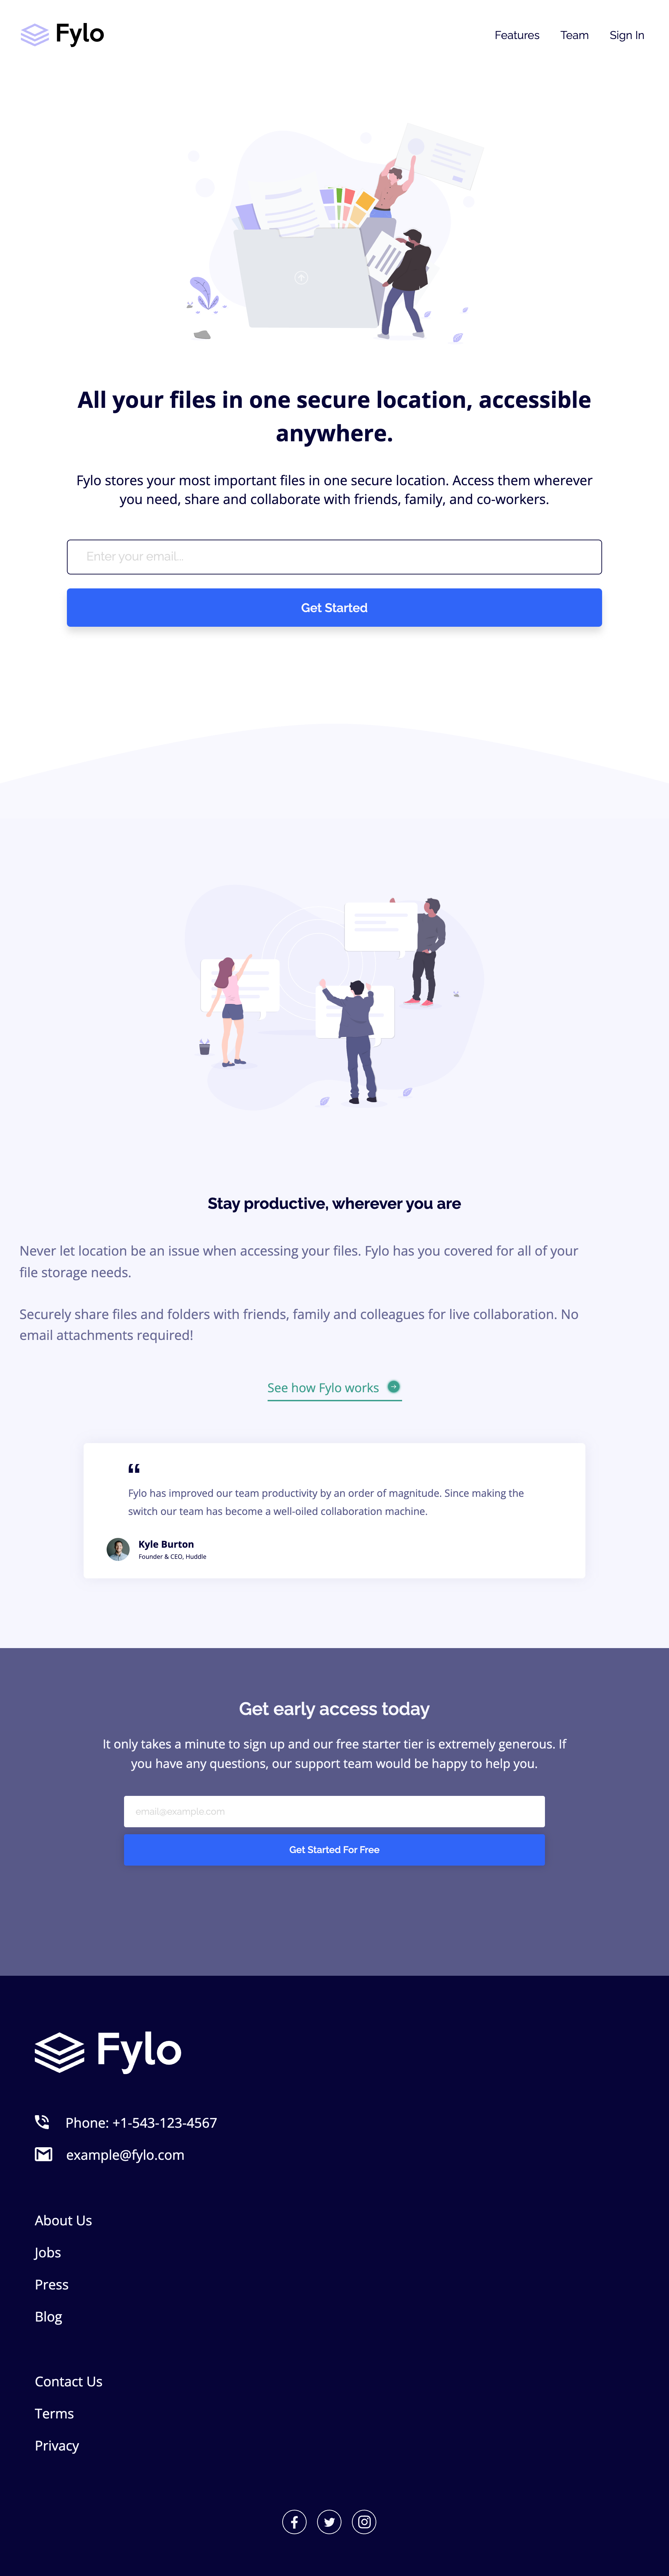 Fylo
Features Team Sign In
All your files in one secure location, accessible
anywhere.
Fylo stores your most important files in one secure location. Access them wherever
you need, share and collaborate with friends, family, and co-workers.
Enter your email...
Get Started
Stay productive, wherever you are
Never let location be an issue when accessing your files. Fylo has you covered for all of your
file storage needs.
Securely share files and folders with friends, family and colleagues for live collaboration. No
email attachments required!
See how Fylo works
“
Fylo has improved our team productivity by an order of magnitude. Since making the
switch our team has become a well-oiled collaboration machine.
Kyle Burton
Founder & CEO, Huddle
Get early access today
It only takes a minute to sign up and our free starter tier is extremely generous. If
you have any questions, our support team would be happy to help you.
email@example.com
Get Started For Free
Fylo
Phone: +1-543-123-4567
example@fylo.com
About Us
Jobs
Press
Blog
Contact Us
Terms
Privacy